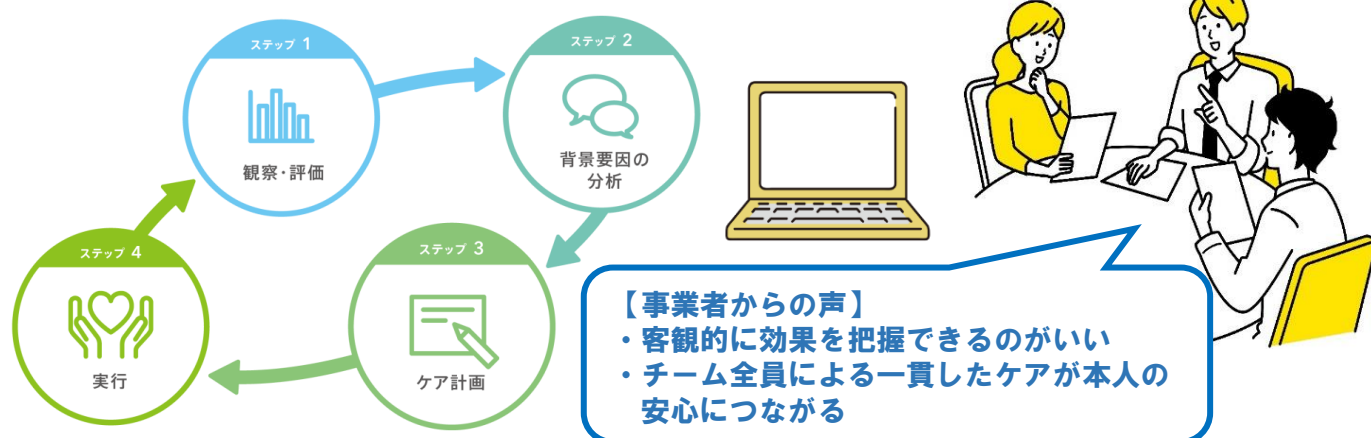 ステップ 1
観察・評価
ステップ 2
背景要因の
分析
ステップ 3
ケア計画
ステップ 4
実行
【事業者からの声】
・客観的に効果を把握できるのがいい
・チーム全員による一貫したケアが本人の
安心につながる